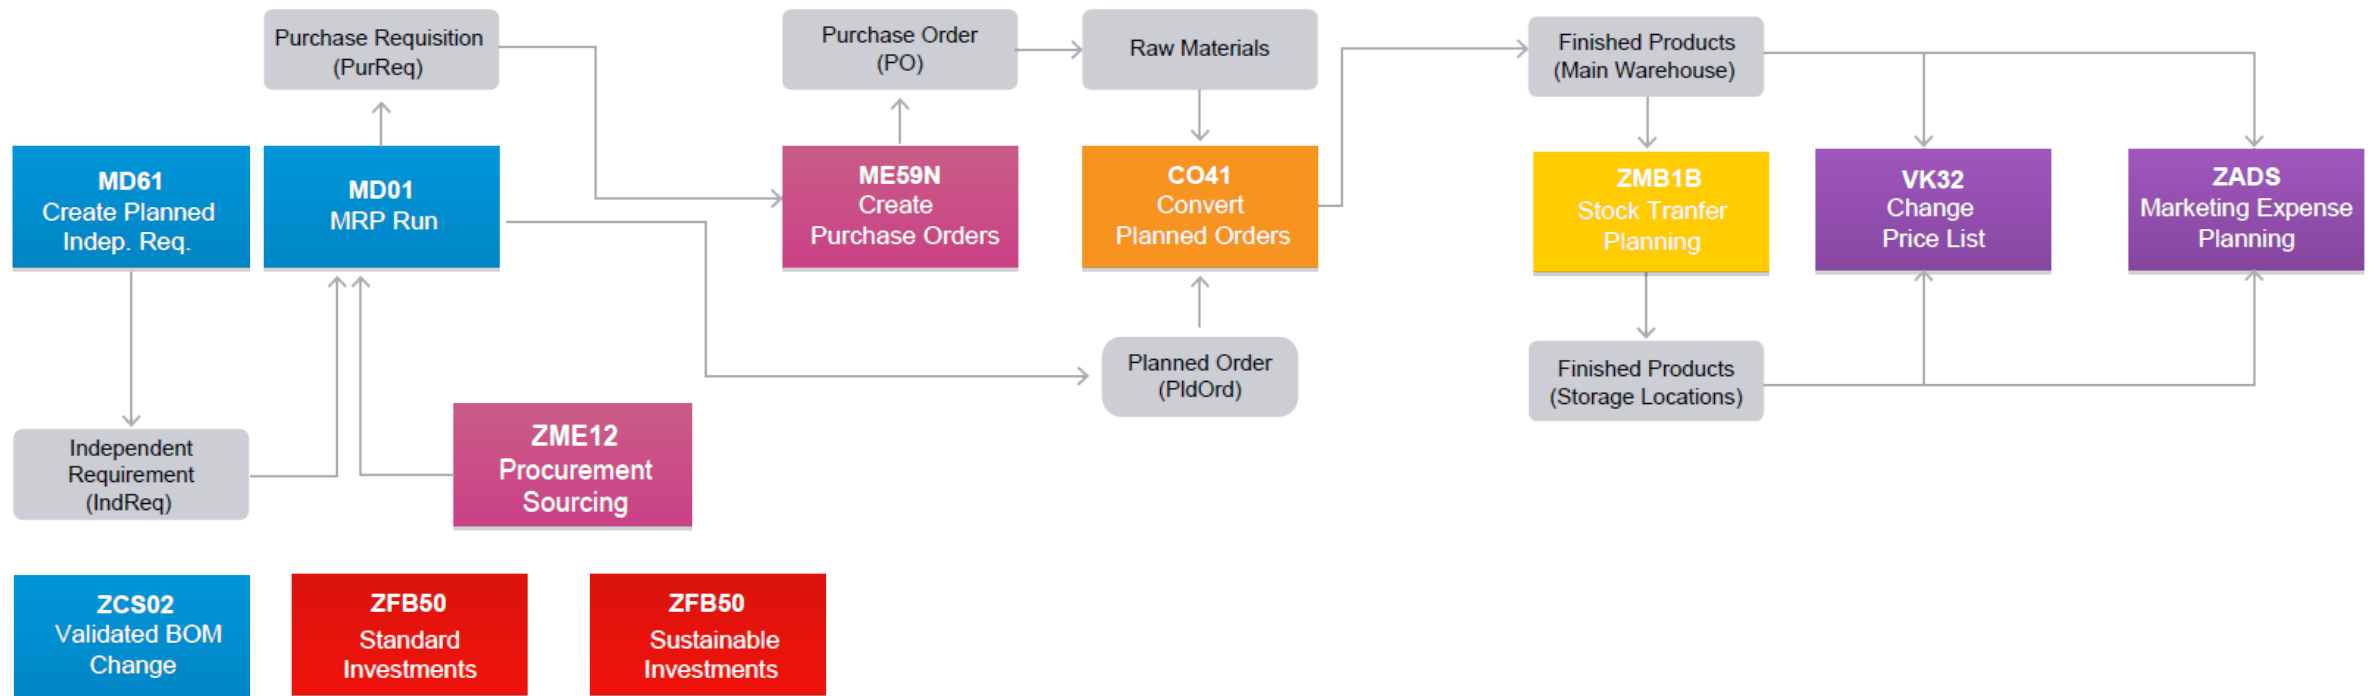 Purchase Requisition
(PurReq)
Purchase Order
(PO)
Raw Materials
Finished Products
(Main Warehouse)
MD61
Create Planned
Indep. Req.
MD01
MRP Run
ME59N
Create
Purchase Orders
CO41
Convert
Planned Orders
ZMB1B
Stock Tranfer
Planning
VK32
Change
Price List
ZADS
Marketing Expense
Planning
Planned Order
(PldOrd)
Finished Products
(Storage Locations)
Independent
Requirement
(IndReq)
ZME12
Procurement
Sourcing
ZCS02
Validated BOM
Change
ZFB50
Standard
Investments
ZFB50
Sustainable
Investments